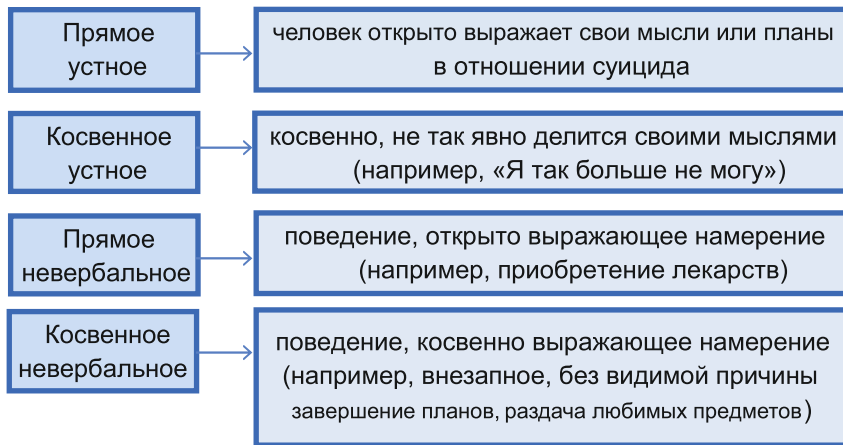 Прямое
устное
человек открыто выражает свои мысли или планы
в отношении суицида
Косвенное
устное
косвенно, не так явно делится своими мыслями
(например, «Я так больше не могу»)
Прямое
невербальное
поведение, открыто выражающее намерение
(например, приобретение лекарств)
Косвенное
невербальное
поведение, косвенно выражающее намерение
(например, внезапное, без видимой причины
завершение планов, раздача любимых предметов)